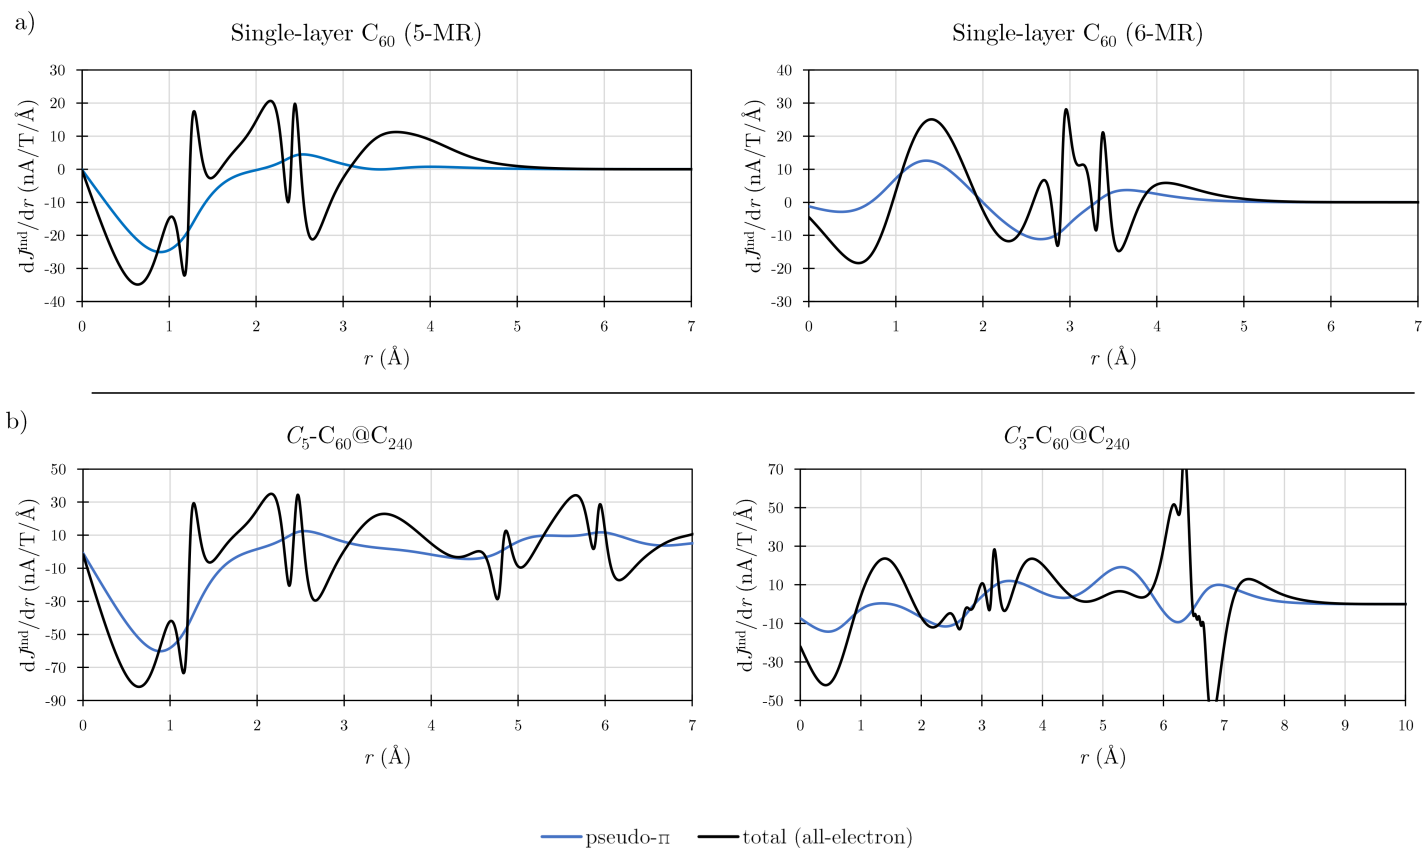 a)
Single-layer C60 (5-MR)
30
20
10
0
-10
-20
-30
-40
dJind/dr (nA/T/Å)
0 1 2 3 4 5 6 7
r (Å)
Single-layer C60 (6-MR)
40
30
20
10
0
-10
-20
-30
dJind/dr (nA/T/Å)
0 1 2 3 4 5 6 7
r (Å)
b)
C5-C60@C240
50
30
10
-10
-30
-50
-70
-90
dJind/dr (nA/T/Å)
0 1 2 3 4 5 6 7
r (Å)
C3-C60@C240
70
50
30
10
-10
-30
-50
dJind/dr (nA/T/Å)
0 1 2 3 4 5 6 7 8 9 10
r (Å)
pseudo-π total (all-electron)